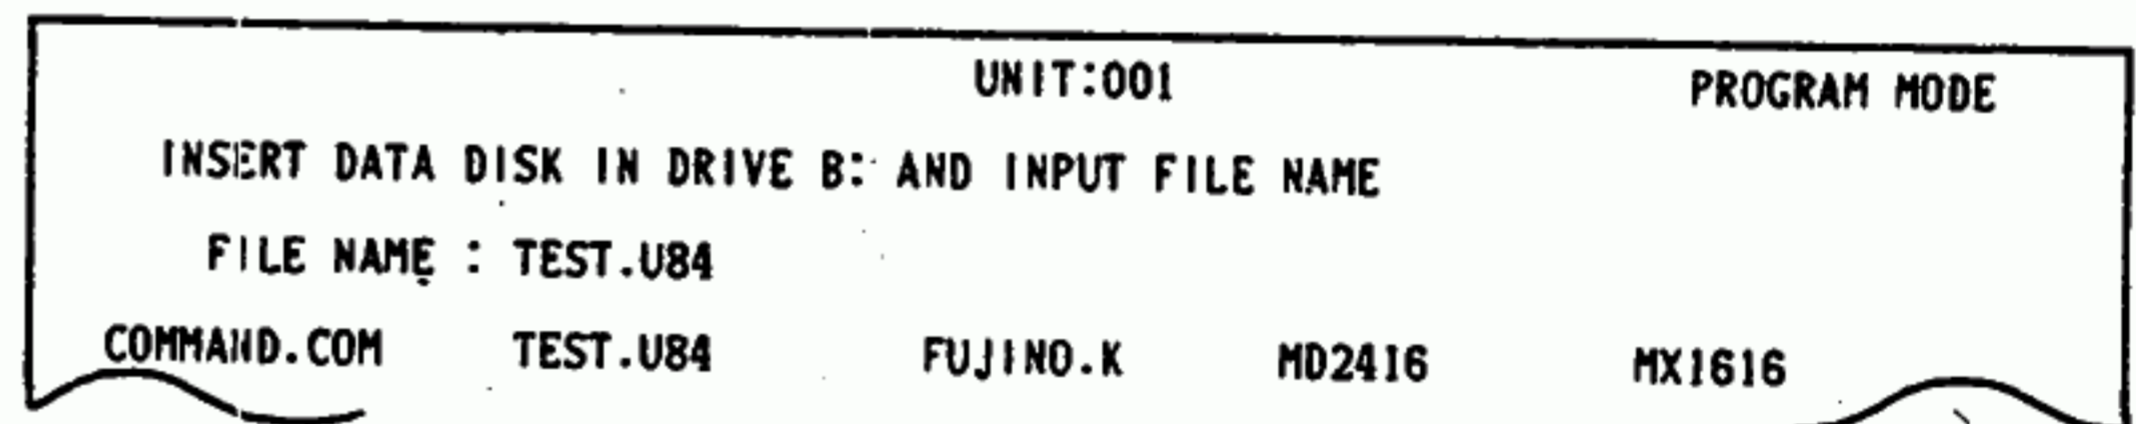 UNIT:001 PROGRAM MODE
INSERT DATA DISK IN DRIVE B: AND INPUT FILE NAME
FILE NAME : TEST.U84
COMMAND.COM TEST.U84 FUJINO.K MD2416 MX1616